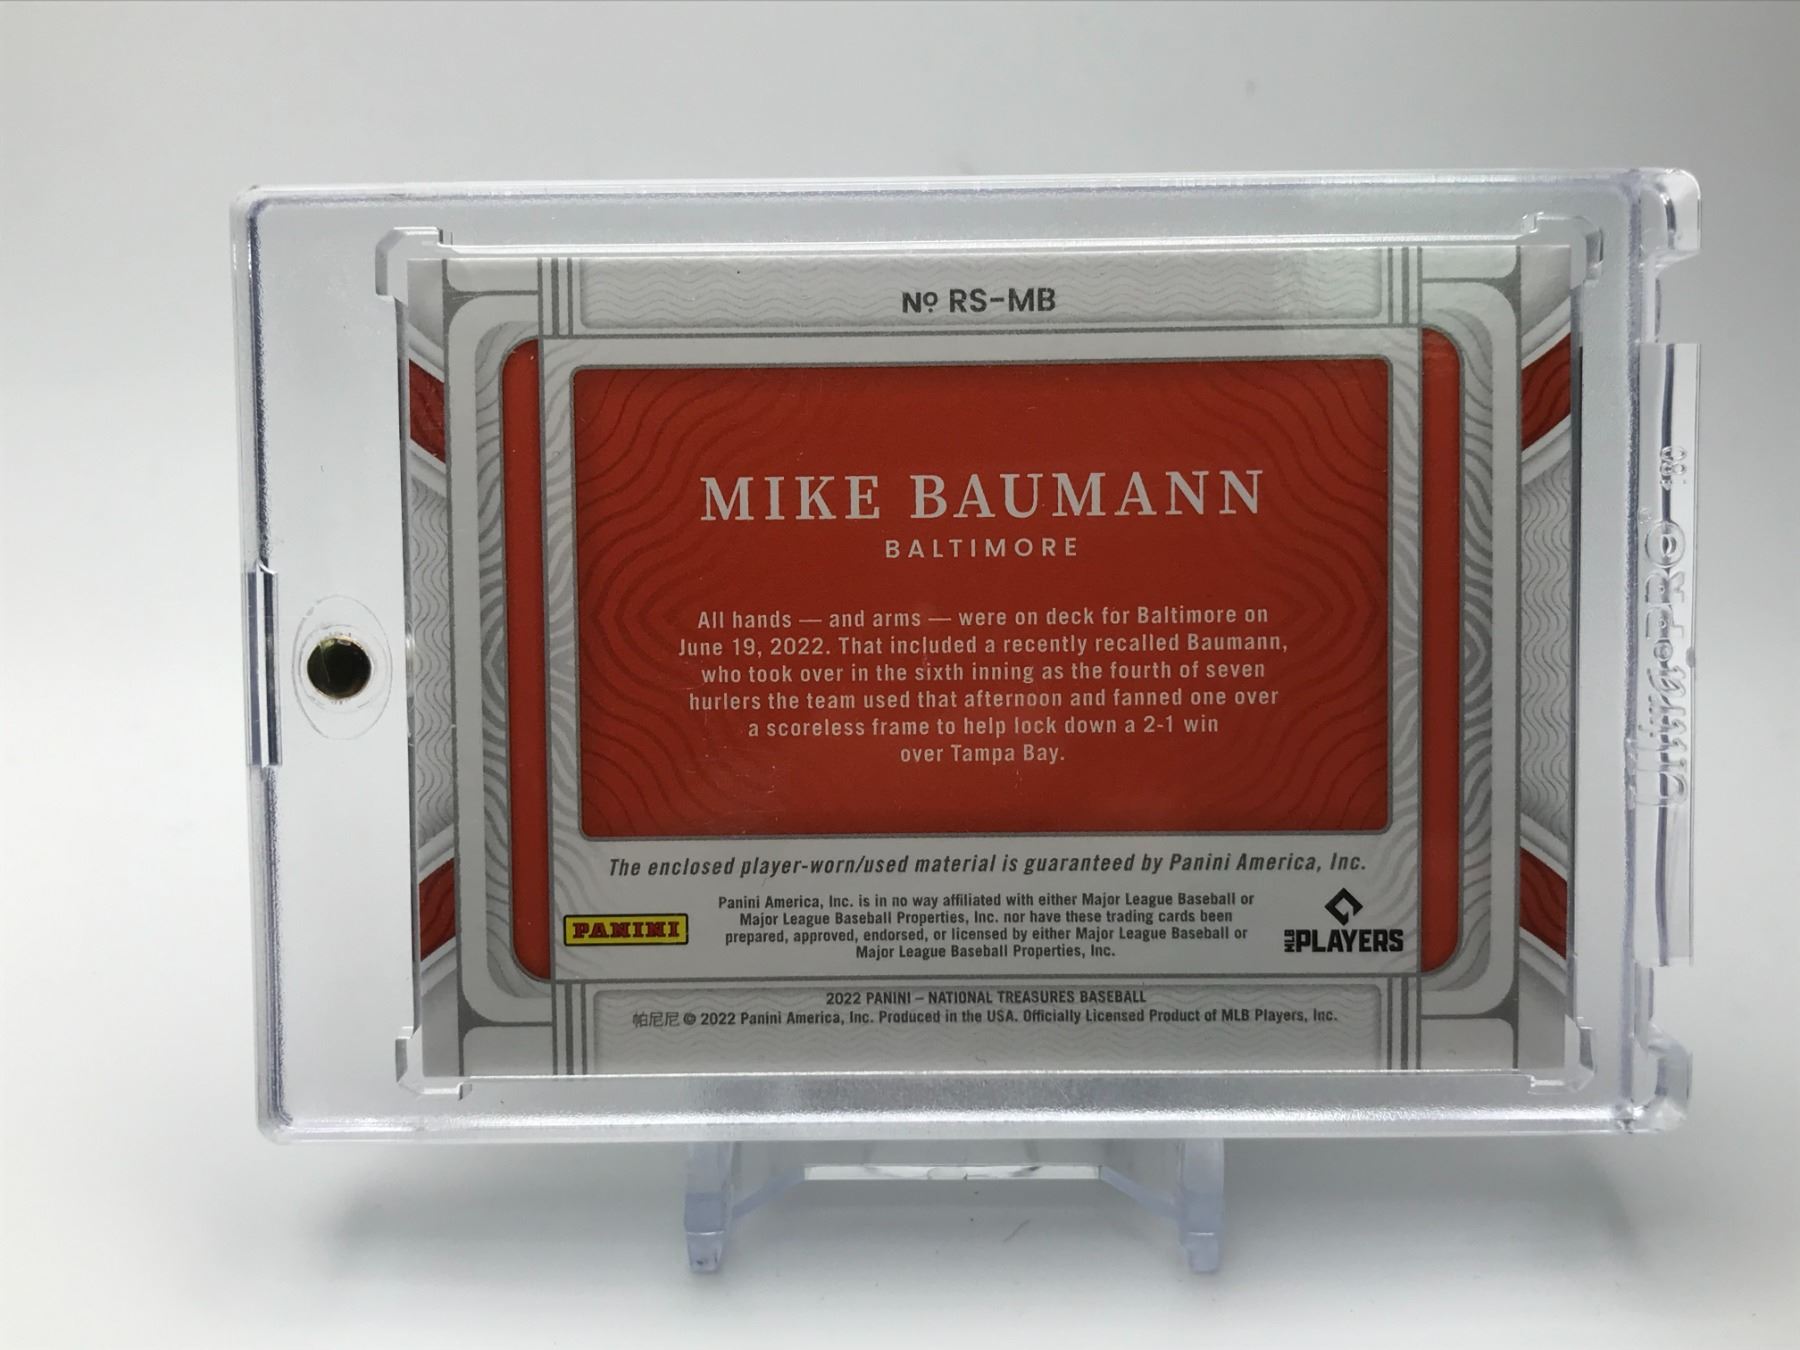 Nº RS-MB
MIKE BAUMANN
BALTIMORE
All hands — and arms — were on deck for Baltimore on
June 19, 2022. That included a recently recalled Baumann,
who took over in the sixth inning as the fourth of seven
hurlers the team used that afternoon and fanned one over
a scoreless frame to help lock down a 2-1 win
over Tampa Bay.
The enclosed player-worn/used material is guaranteed by Panini America, Inc.
Panini America, Inc. is in no way affiliated with either Major League Baseball or
Major League Baseball Properties, Inc. nor have these trading cards been
prepared, approved, endorsed, or licensed by either Major League Baseball or
Major League Baseball Properties, Inc.
PANINI
MLB PLAYERS
2022 PANINI – NATIONAL TREASURES BASEBALL
帕尼尼 © 2022 Panini America, Inc. Produced in the USA. Officially Licensed Product of MLB Players, Inc.
Ultra•PRO